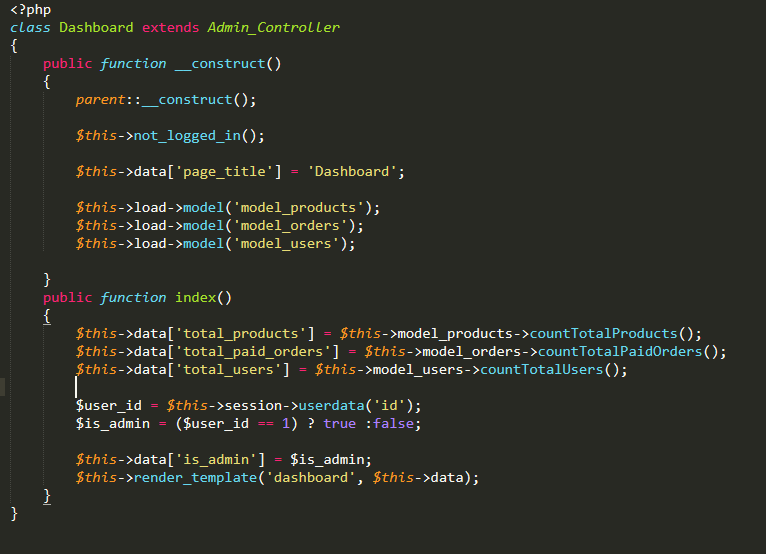 <?php
class Dashboard extends Admin_Controller
{
    public function __construct()
    {
        parent::__construct();

        $this->not_logged_in();

        $this->data['page_title'] = 'Dashboard';

        $this->load->model('model_products');
        $this->load->model('model_orders');
        $this->load->model('model_users');

    }
    public function index()
    {
        $this->data['total_products'] = $this->model_products->countTotalProducts();
        $this->data['total_paid_orders'] = $this->model_orders->countTotalPaidOrders();
        $this->data['total_users'] = $this->model_users->countTotalUsers();

        $user_id = $this->session->userdata('id');
        $is_admin = ($user_id == 1) ? true :false;

        $this->data['is_admin'] = $is_admin;
        $this->render_template('dashboard', $this->data);
    }
}